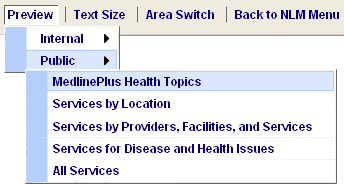 Preview Text Size Area Switch Back to NLM Menu
Internal
Public
MedlinePlus Health Topics
Services by Location
Services by Providers, Facilities, and Services
Services for Disease and Health Issues
All Services